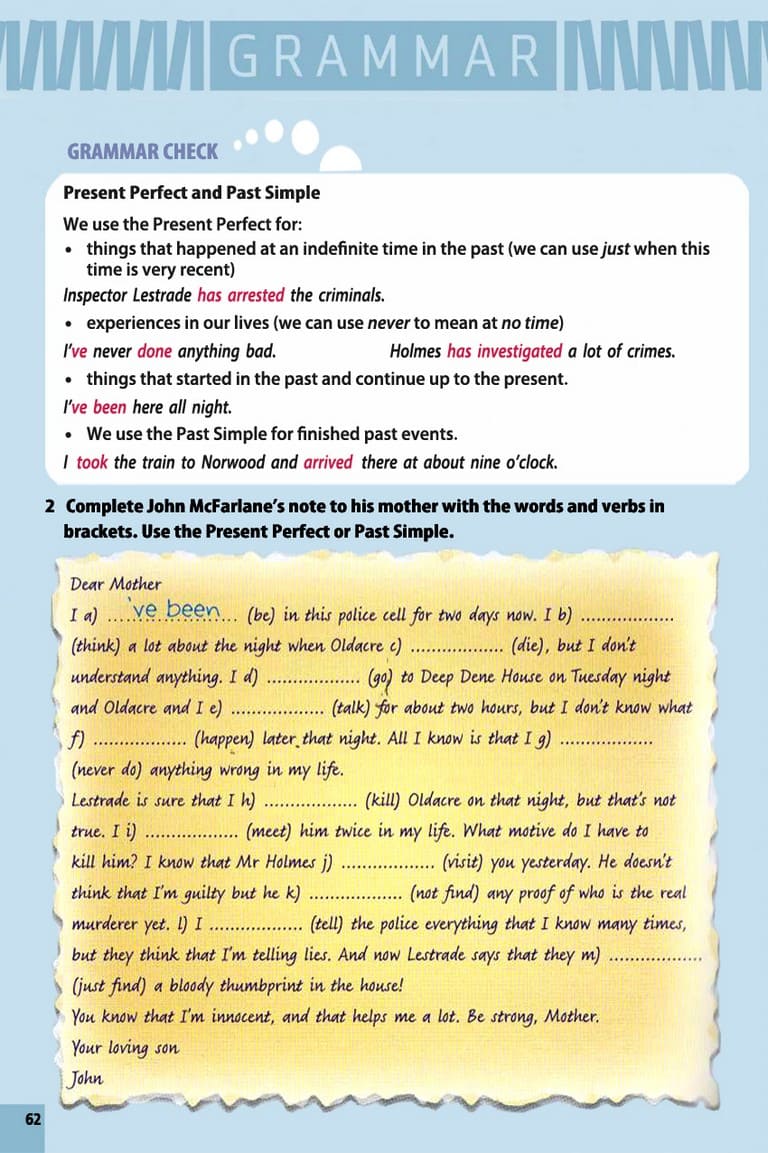 GRAMMAR
GRAMMAR CHECK
Present Perfect and Past Simple
We use the Present Perfect for:
• things that happened at an indefinite time in the past (we can use just when this
time is very recent)
Inspector Lestrade has arrested the criminals.
• experiences in our lives (we can use never to mean at no time)
I've never done anything bad. Holmes has investigated a lot of crimes.
• things that started in the past and continue up to the present.
I've been here all night.
• We use the Past Simple for finished past events.
I took the train to Norwood and arrived there at about nine o'clock.
2 Complete John McFarlane's note to his mother with the words and verbs in
brackets. Use the Present Perfect or Past Simple.
Dear Mother
I a) ...'ve been... (be) in this police cell for two days now. I b) ..................
(think) a lot about the night when Oldacre c) .................. (die), but I don't
understand anything. I d) .................. (go) to Deep Dene House on Tuesday night
and Oldacre and I e) .................. (talk) for about two hours, but I don't know what
f) .................. (happen) later that night. All I know is that I g) ..................
(never do) anything wrong in my life.
Lestrade is sure that I h) .................. (kill) Oldacre on that night, but that's not
true. I i) .................. (meet) him twice in my life. What motive do I have to
kill him? I know that Mr Holmes j) .................. (visit) you yesterday. He doesn't
think that I'm guilty but he k) .................. (not find) any proof of who is the real
murderer yet. l) I .................. (tell) the police everything that I know many times,
but they think that I'm telling lies. And now Lestrade says that they m) ..................
(just find) a bloody thumbprint in the house!
You know that I'm innocent, and that helps me a lot. Be strong, Mother.
Your loving son
John
62